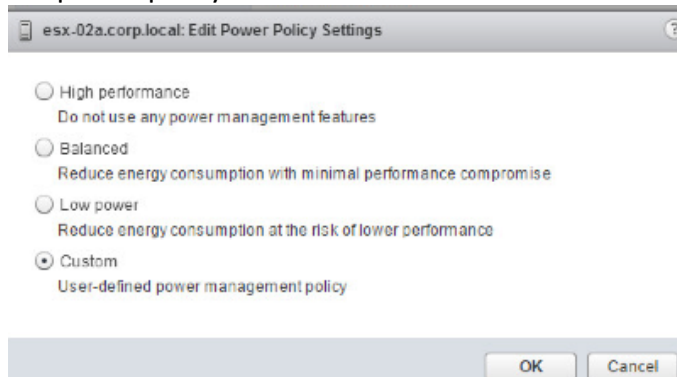 esx-02a.corp.local: Edit Power Policy Settings
?
High performance
Do not use any power management features
Balanced
Reduce energy consumption with minimal performance compromise
Low power
Reduce energy consumption at the risk of lower performance
Custom
User-defined power management policy
OK Cancel